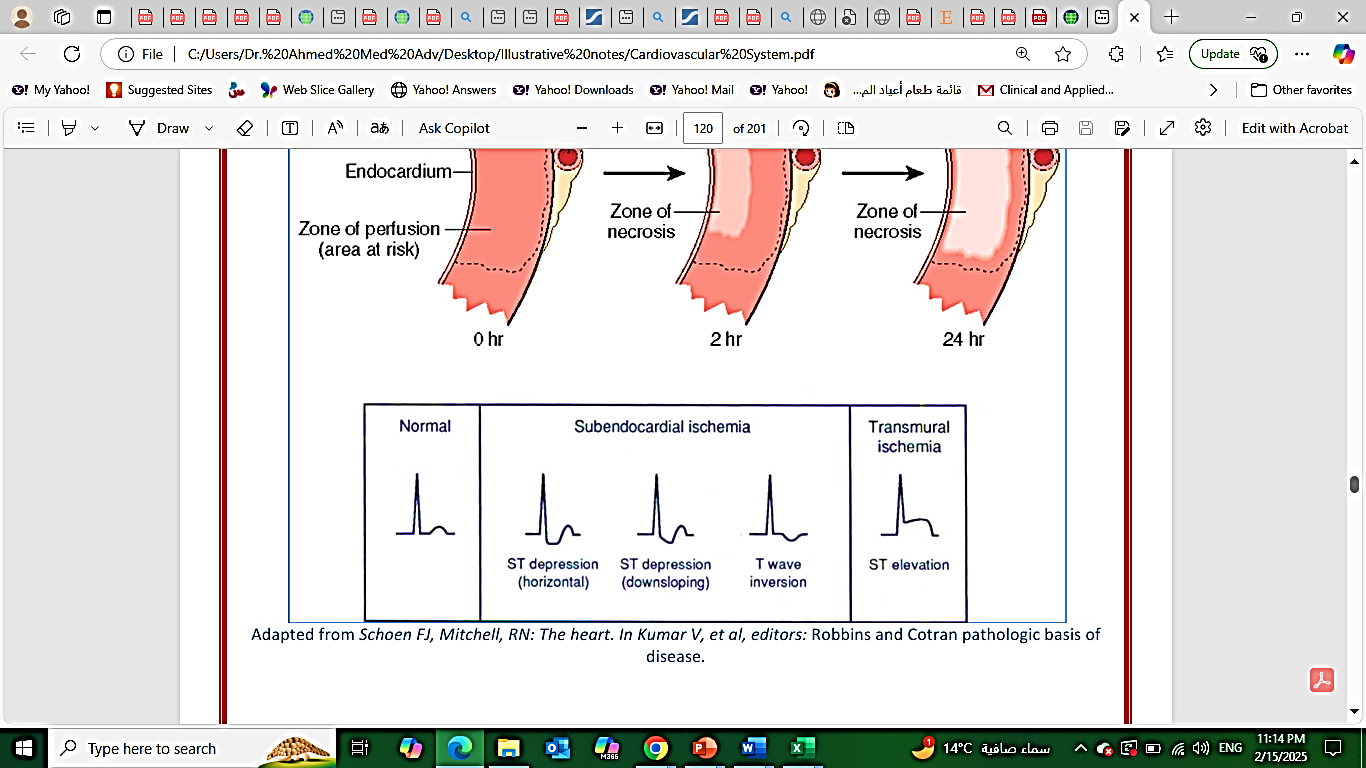 File
C:/Users/Dr.%20Ahmed%20Med%20Adv/Desktop/Illustrative%20notes/Cardiovascular%20System.pdf
Update
My Yahoo!
Suggested Sites
Web Slice Gallery
Yahoo! Answers
Yahoo! Downloads
Yahoo! Mail
Yahoo!
قائمة طعام أعياد الم...
Clinical and Applied...
Other favorites
Draw
Ask Copilot
120
of 201
Edit with Acrobat
Endocardium
Zone of perfusion
(area at risk)
Zone of
necrosis
Zone of
necrosis
0 hr
2 hr
24 hr
Normal
Subendocardial ischemia
Transmural
ischemia
ST depression
(horizontal)
ST depression
(downsloping)
T wave
inversion
ST elevation
Adapted from Schoen FJ, Mitchell, RN: The heart. In Kumar V, et al, editors: Robbins and Cotran pathologic basis of
disease.
Type here to search
M365
1
14°C سماء صافية
ENG
11:14 PM
2/15/2025